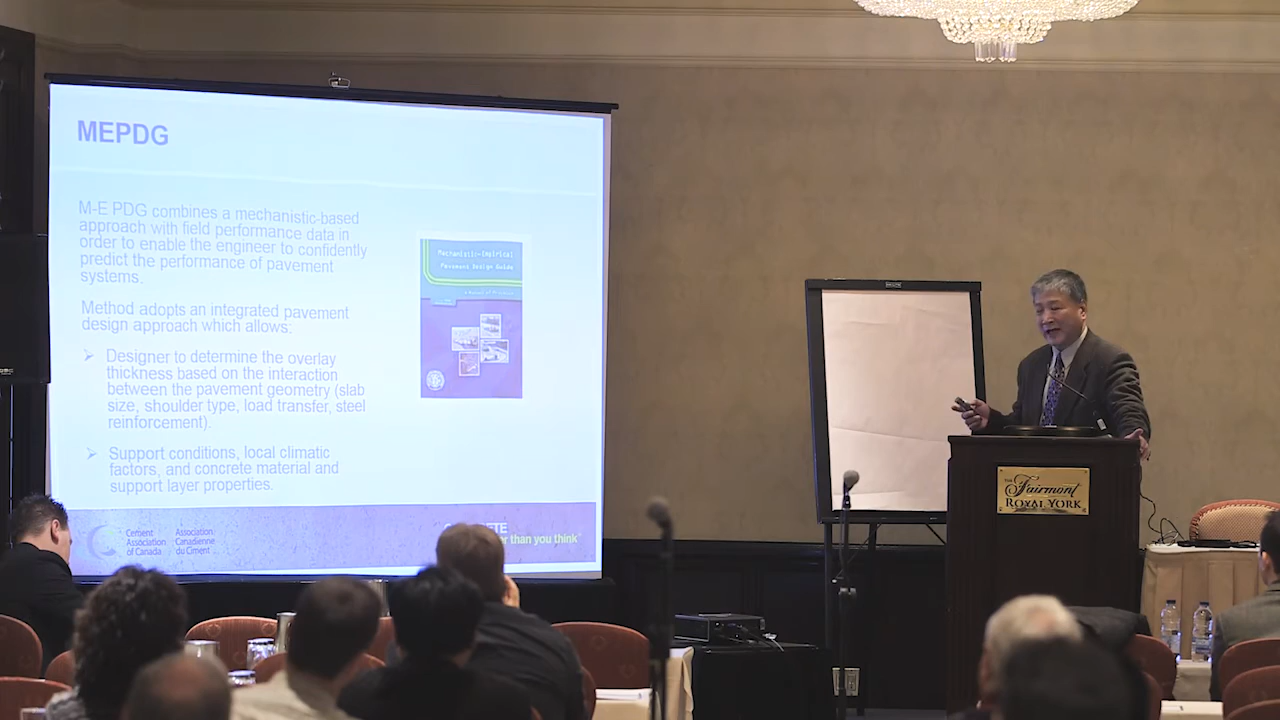 MEPDG
M-E PDG combines a mechanistic-based
approach with field performance data in
order to enable the engineer to confidently
predict the performance of pavement
systems.
Method adopts an integrated pavement
design approach which allows:
Designer to determine the overlay
thickness based on the interaction
between the pavement geometry (slab
size, shoulder type, load transfer, steel
reinforcement).
Support conditions, local climatic
factors, and concrete material and
support layer properties.
Mechanistic-Empirical
Pavement Design Guide
Cement
Association
of Canada
Association
Canadienne
du Ciment
than you think
THE
Fairmont
ROYAL YORK